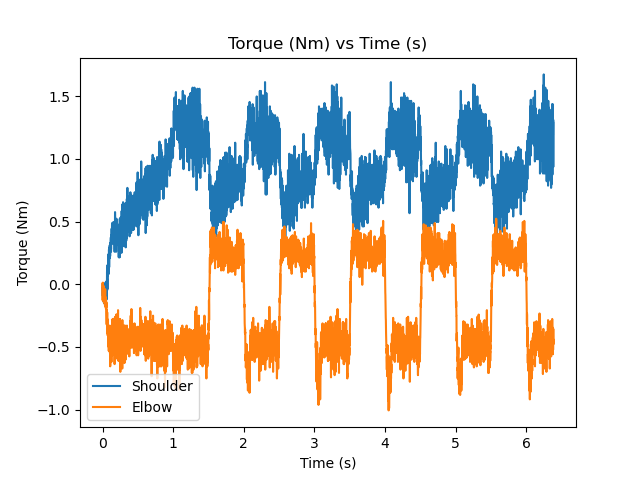 Torque (Nm) vs Time (s)
Torque (Nm)
1.5
1.0
0.5
0.0
−0.5
−1.0
Shoulder
Elbow
0 1 2 3 4 5 6
Time (s)